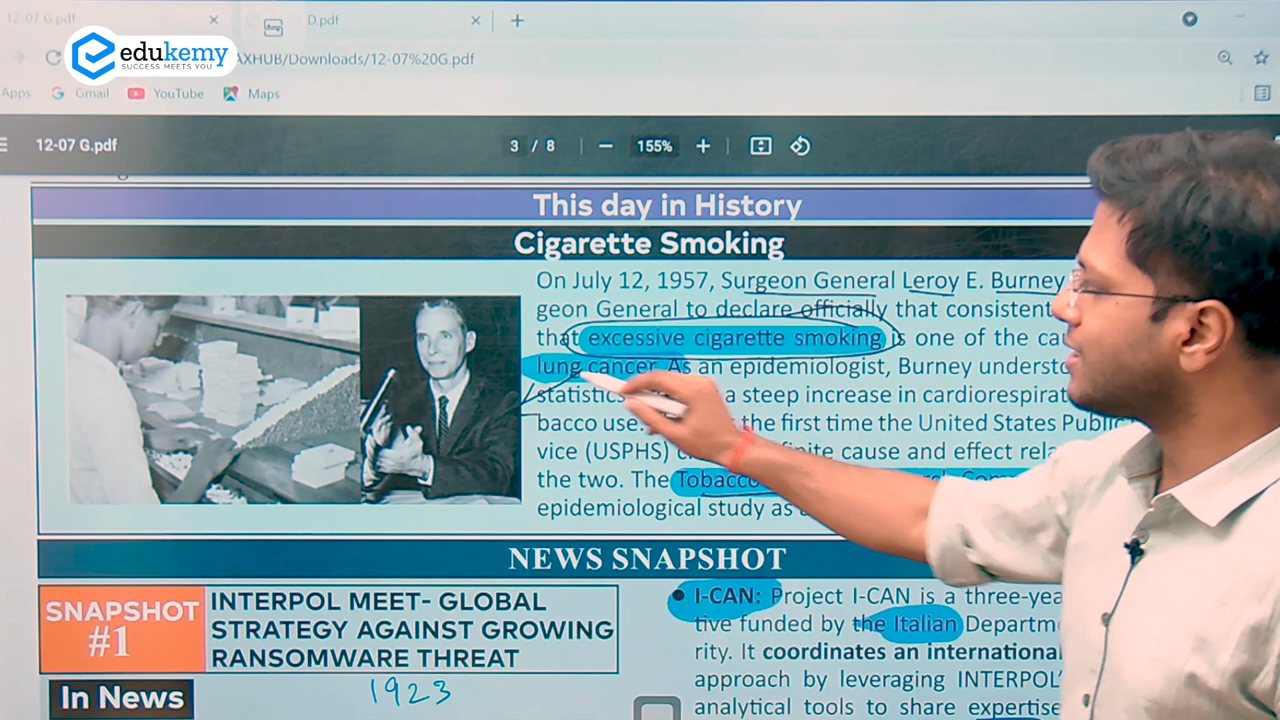 12-07 G.pdf
D.pdf
edukemy
SUCCESS MEETS YOU
AXHUB/Downloads/12-07%20G.pdf
Apps Gmail YouTube Maps
12-07 G.pdf 3 / 8 155%
This day in History
Cigarette Smoking
On July 12, 1957, Surgeon General Leroy E. Burney
geon General to declare officially that consistent
that excessive cigarette smoking is one of the
lung cancer. As an epidemiologist, Burney
statistics a steep increase in
bacco use. the first time the United States Public
vice (USPHS) cause and effect
the two. The Tobacco
epidemiological study as
NEWS SNAPSHOT
SNAPSHOT
#1
INTERPOL MEET- GLOBAL
STRATEGY AGAINST GROWING
RANSOMWARE THREAT
In News
1923
I-CAN: Project I-CAN is a three-yea
tive funded by the Italian Departm
rity. It coordinates an international
approach by leveraging INTERPOL'
analytical tools to share expertise